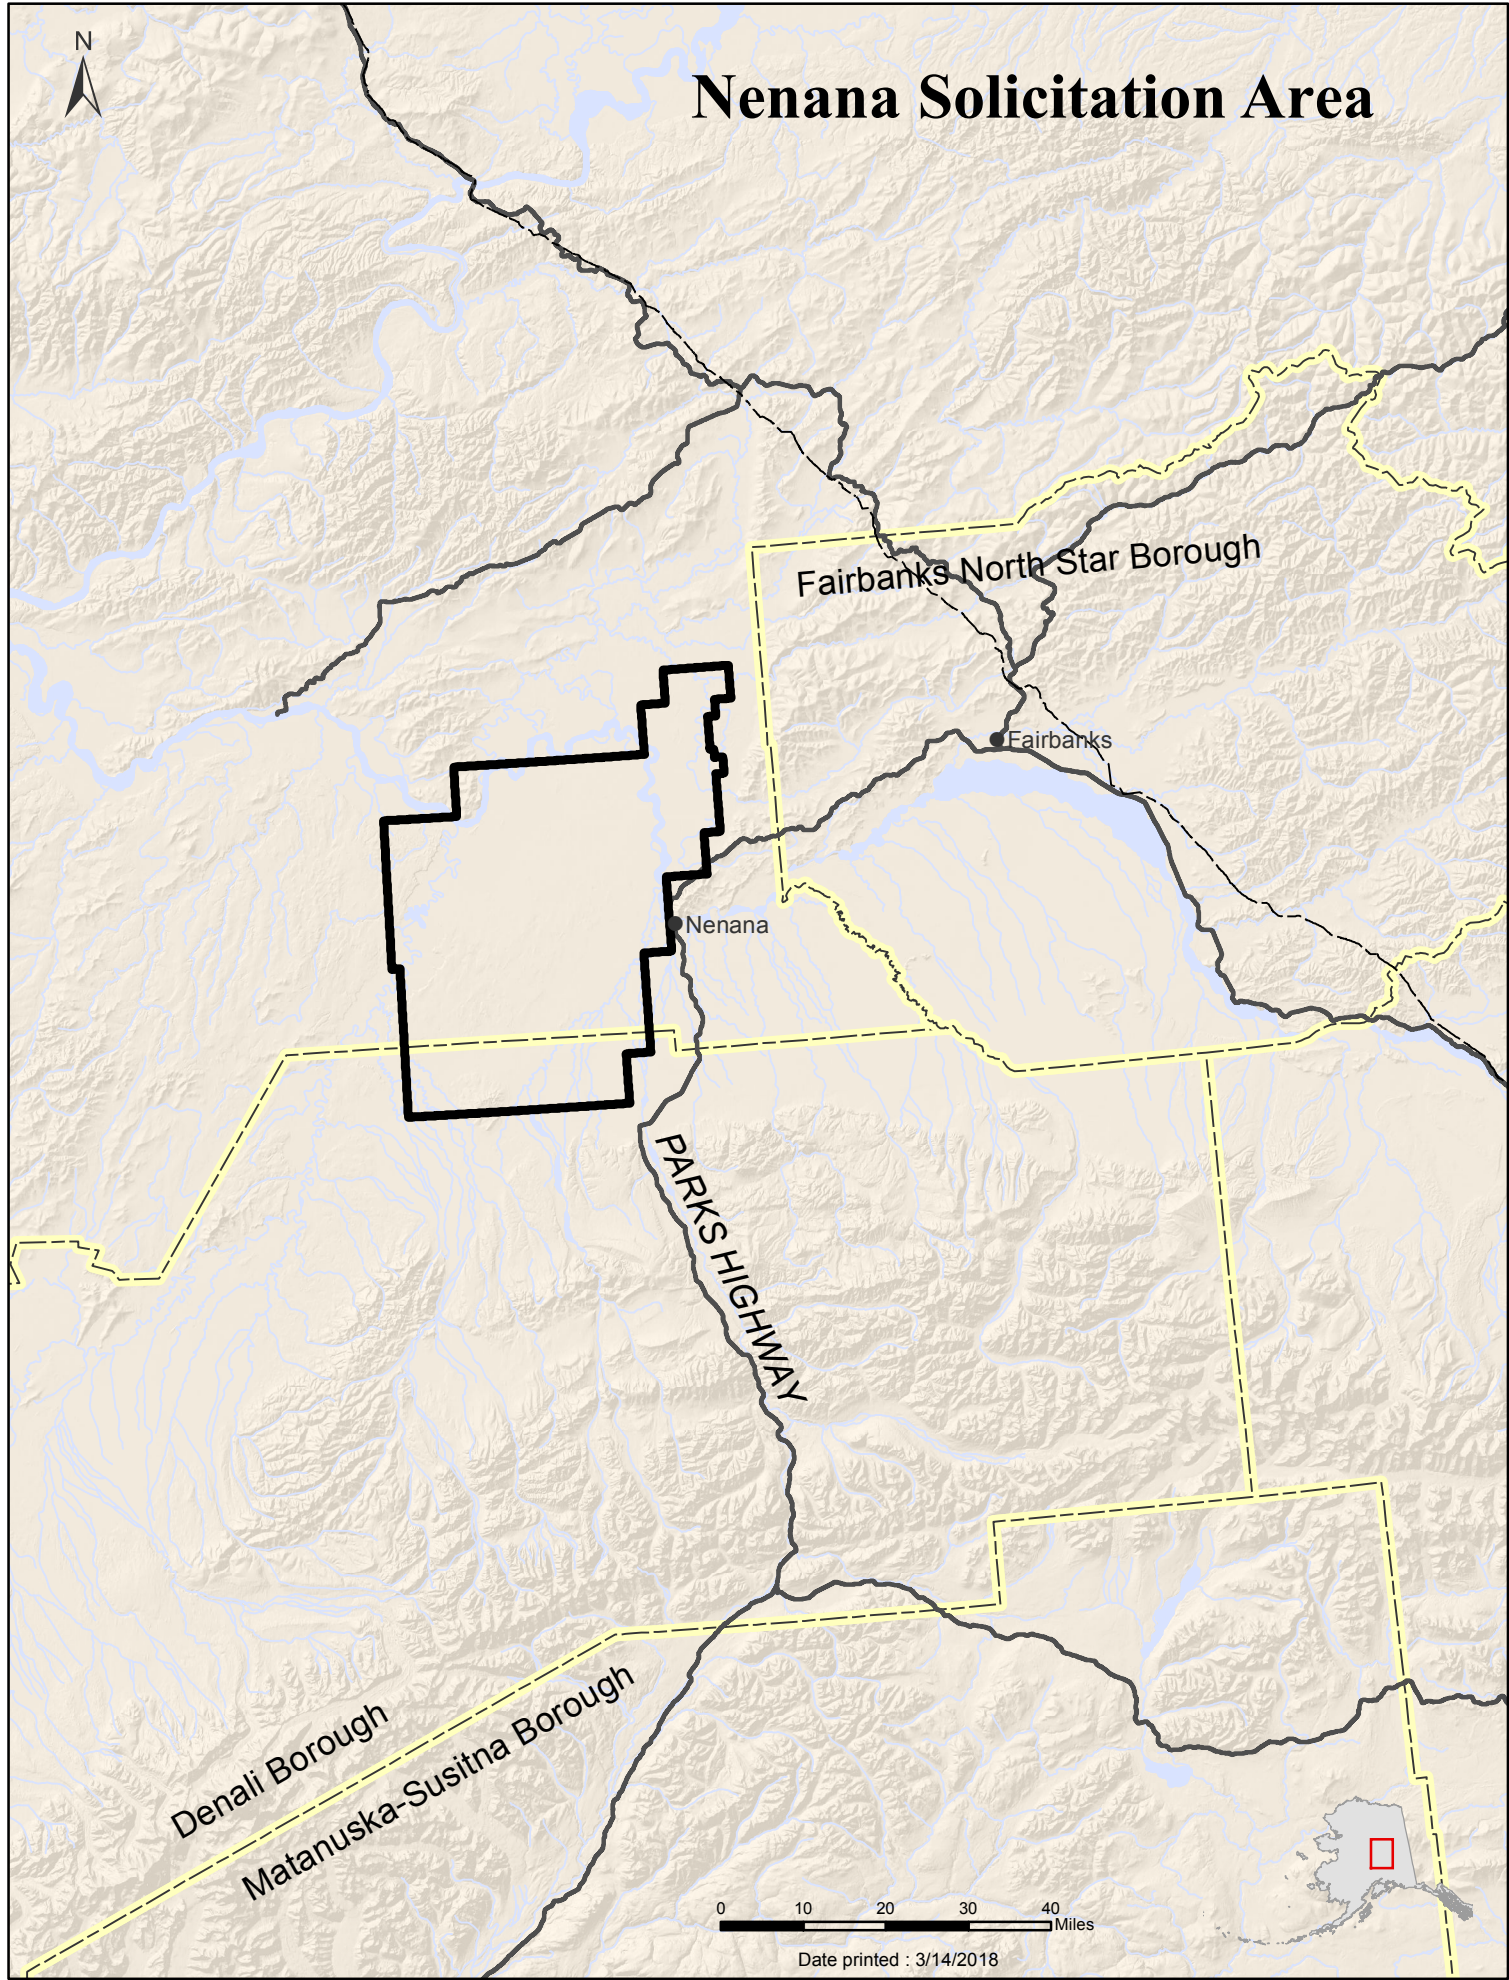 N
Nenana Solicitation Area
Fairbanks North Star Borough
Fairbanks
Nenana
PARKS HIGHWAY
Denali Borough
Matanuska-Susitna Borough
0 10 20 30 40
Miles
Date printed : 3/14/2018